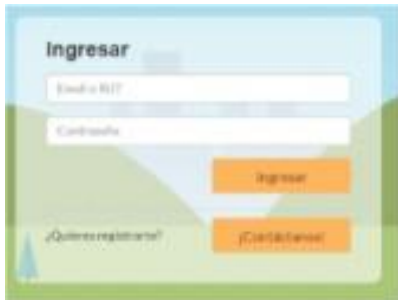 Ingresar
Email o RUT
Contraseña
Ingresar
¿Quieres registrarte?
¡Contáctanos!